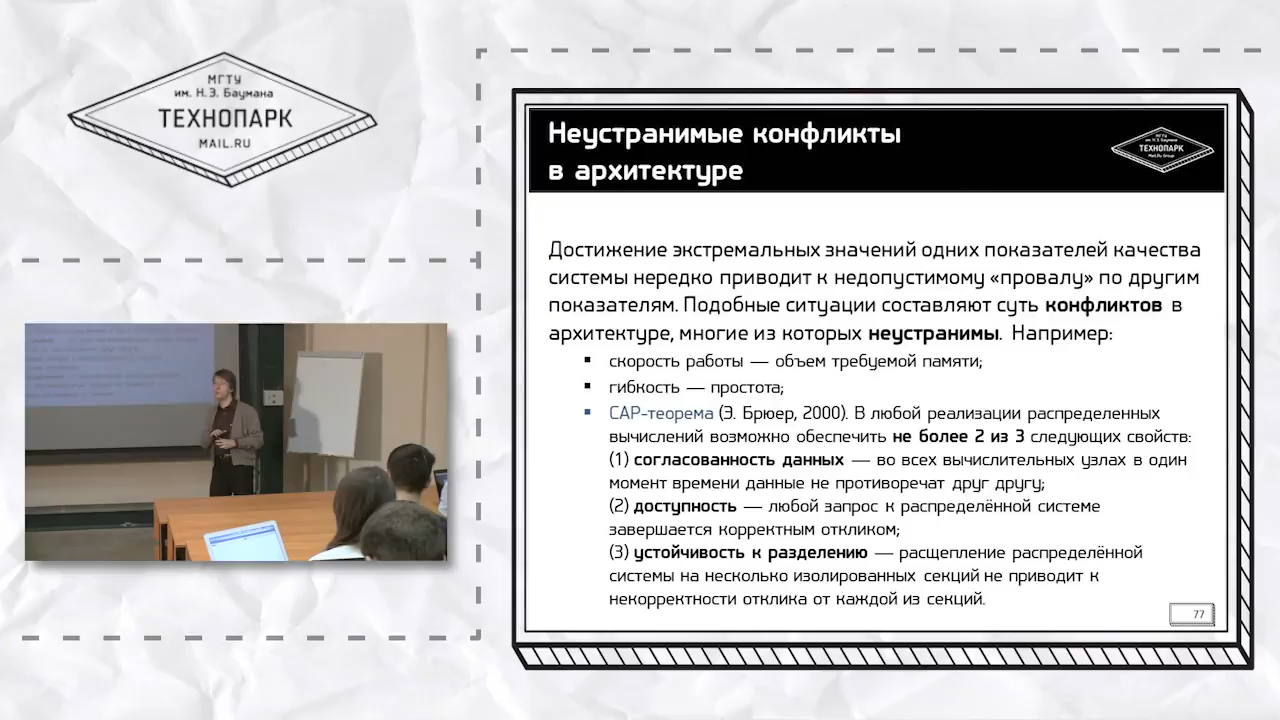 МГТУ
им. Н.Э. Баумана
ТЕХНОПАРК
MAIL.RU
Неустранимые конфликты
в архитектуре
МГТУ
им. Н.Э. Баумана
ТЕХНОПАРК
Mail.Ru Group
Достижение экстремальных значений одних показателей качества
системы нередко приводит к недопустимому «провалу» по другим
показателям. Подобные ситуации составляют суть конфликтов в
архитектуре, многие из которых неустранимы. Например:
▪ скорость работы — объем требуемой памяти;
▪ гибкость — простота;
▪ CAP-теорема (Э. Брюер, 2000). В любой реализации распределенных
вычислений возможно обеспечить не более 2 из 3 следующих свойств:
(1) согласованность данных — во всех вычислительных узлах в один
момент времени данные не противоречат друг другу;
(2) доступность — любой запрос к распределённой системе
завершается корректным откликом;
(3) устойчивость к разделению — расщепление распределённой
системы на несколько изолированных секций не приводит к
некорректности отклика от каждой из секций.
77